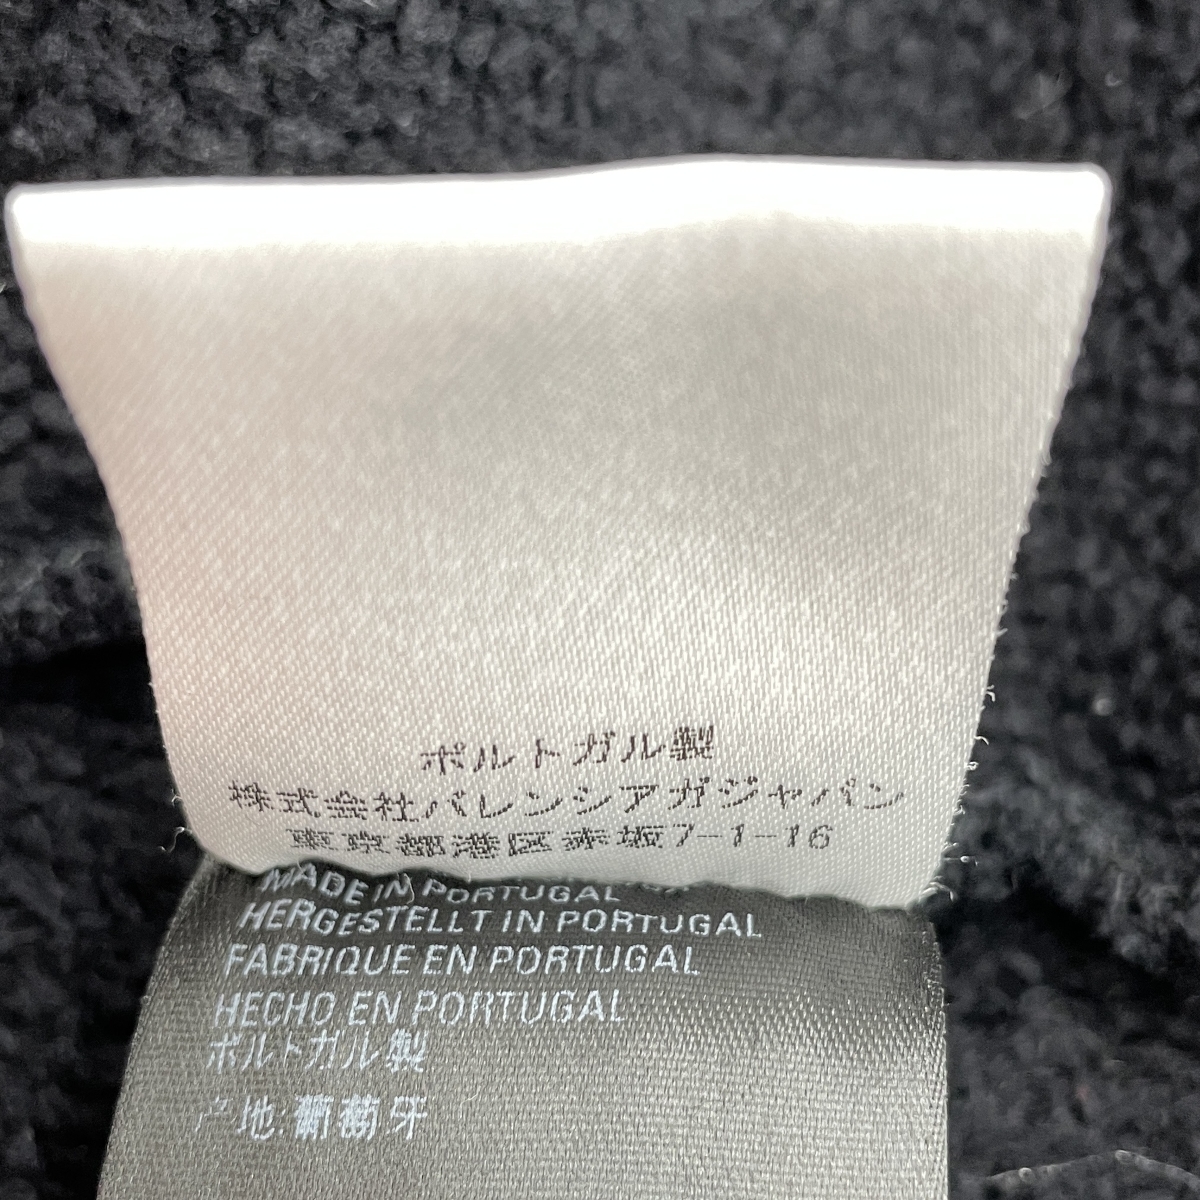 ポルトガル製
株式会社バレンシアガジャパン
東京都港区赤坂7-1-16
MADE IN PORTUGAL
HERGESTELLT IN PORTUGAL
FABRIQUE EN PORTUGAL
HECHO EN PORTUGAL
ポルトガル製
产地:葡萄牙